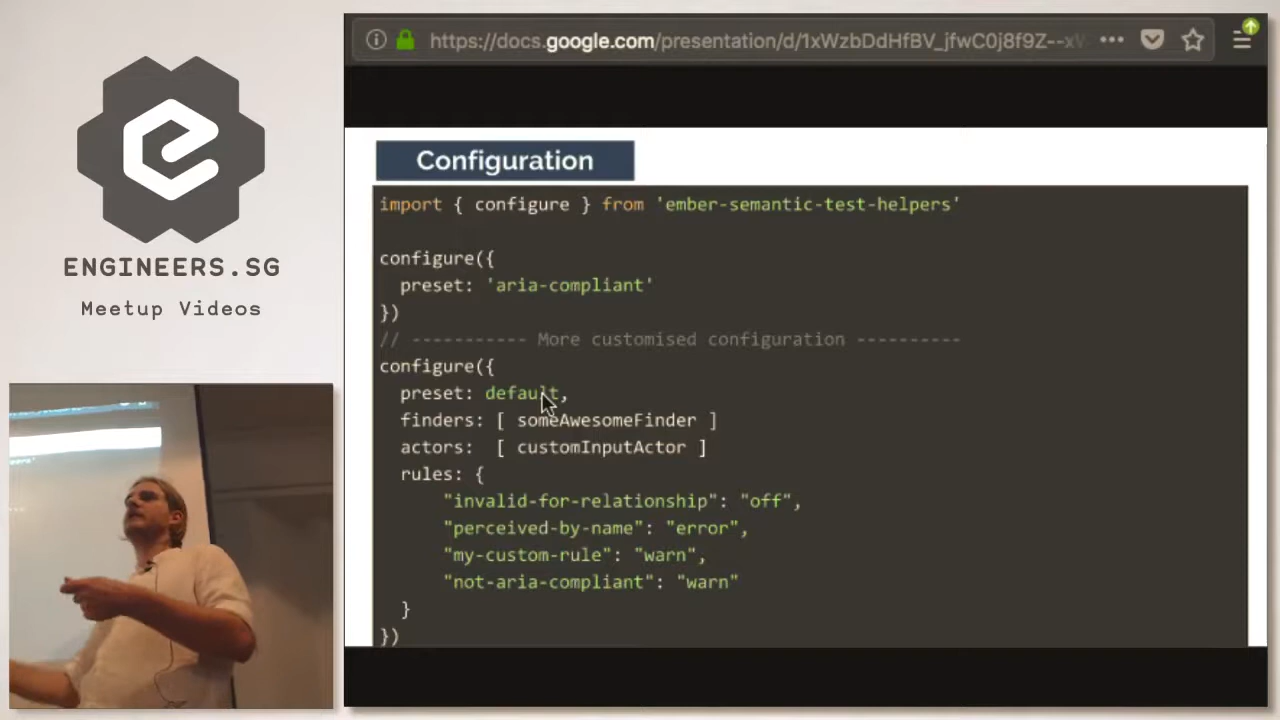 ENGINEERS.SG
Meetup Videos
https://docs.google.com/presentation/d/1xWzbDdHfBV_jfwC0j8f9Z--x
Configuration
import { configure } from 'ember-semantic-test-helpers'
configure({
preset: 'aria-compliant'
})
// ----------- More customised configuration ----------
configure({
preset: default,
finders: [ someAwesomeFinder ]
actors: [ customInputActor ]
rules: {
"invalid-for-relationship": "off",
"perceived-by-name": "error",
"my-custom-rule": "warn",
"not-aria-compliant": "warn"
}
})